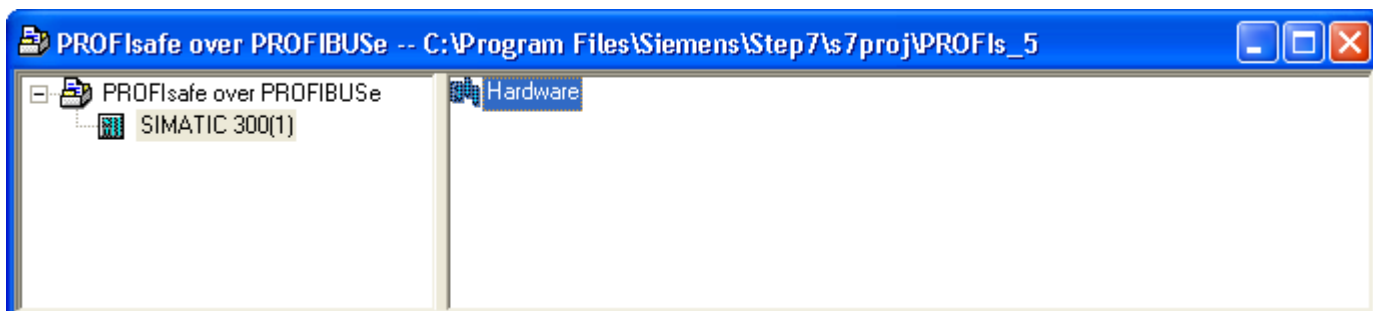 PROFIsafe over PROFIBUSe -- C:\Program Files\Siemens\Step7\s7proj\PROFIs_5
PROFIsafe over PROFIBUSe
SIMATIC 300(1)
Hardware